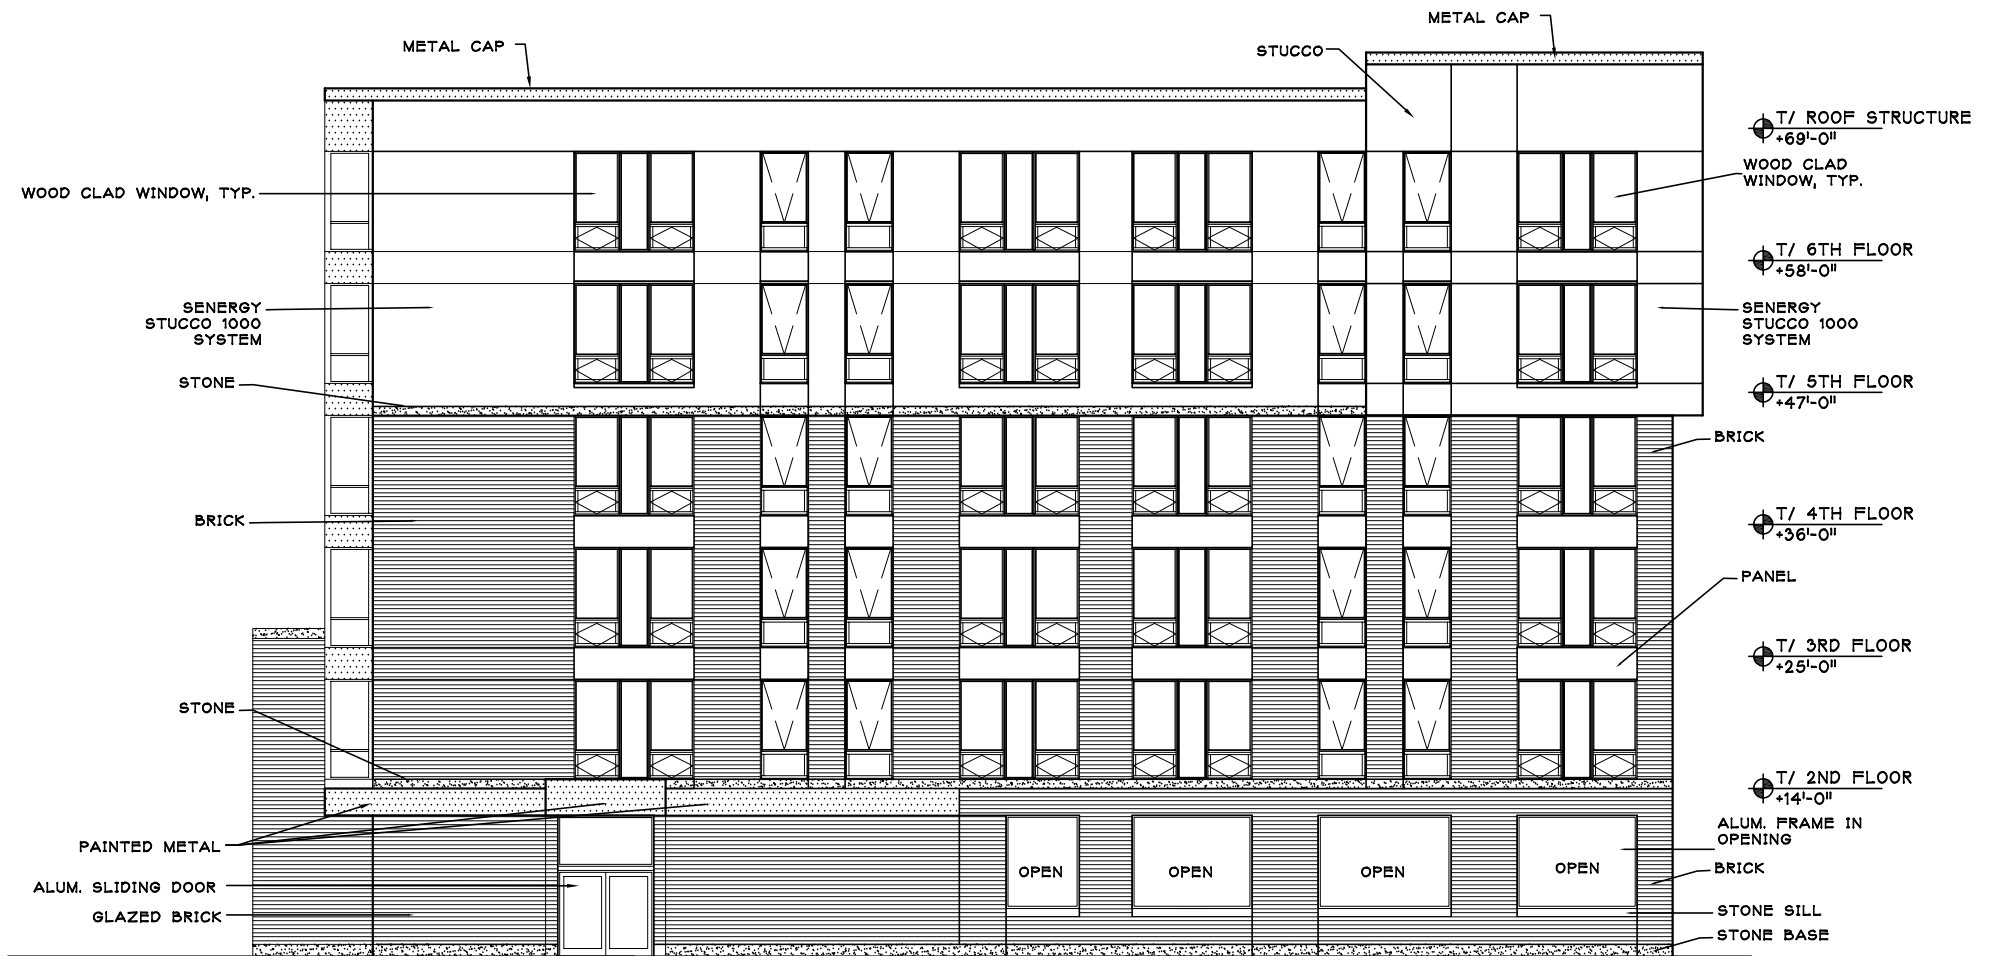 METAL CAP
METAL CAP
STUCCO
T/ ROOF STRUCTURE
+69'-0"
WOOD CLAD
WINDOW, TYP.
WOOD CLAD WINDOW, TYP.
T/ 6TH FLOOR
+58'-0"
SENERGY
STUCCO 1000
SYSTEM
SENERGY
STUCCO 1000
SYSTEM
STONE
T/ 5TH FLOOR
+47'-0"
BRICK
BRICK
T/ 4TH FLOOR
+36'-0"
PANEL
T/ 3RD FLOOR
+25'-0"
STONE
T/ 2ND FLOOR
+14'-0"
PAINTED METAL
ALUM. FRAME IN
OPENING
OPEN
OPEN
OPEN
OPEN
BRICK
ALUM. SLIDING DOOR
GLAZED BRICK
STONE SILL
STONE BASE